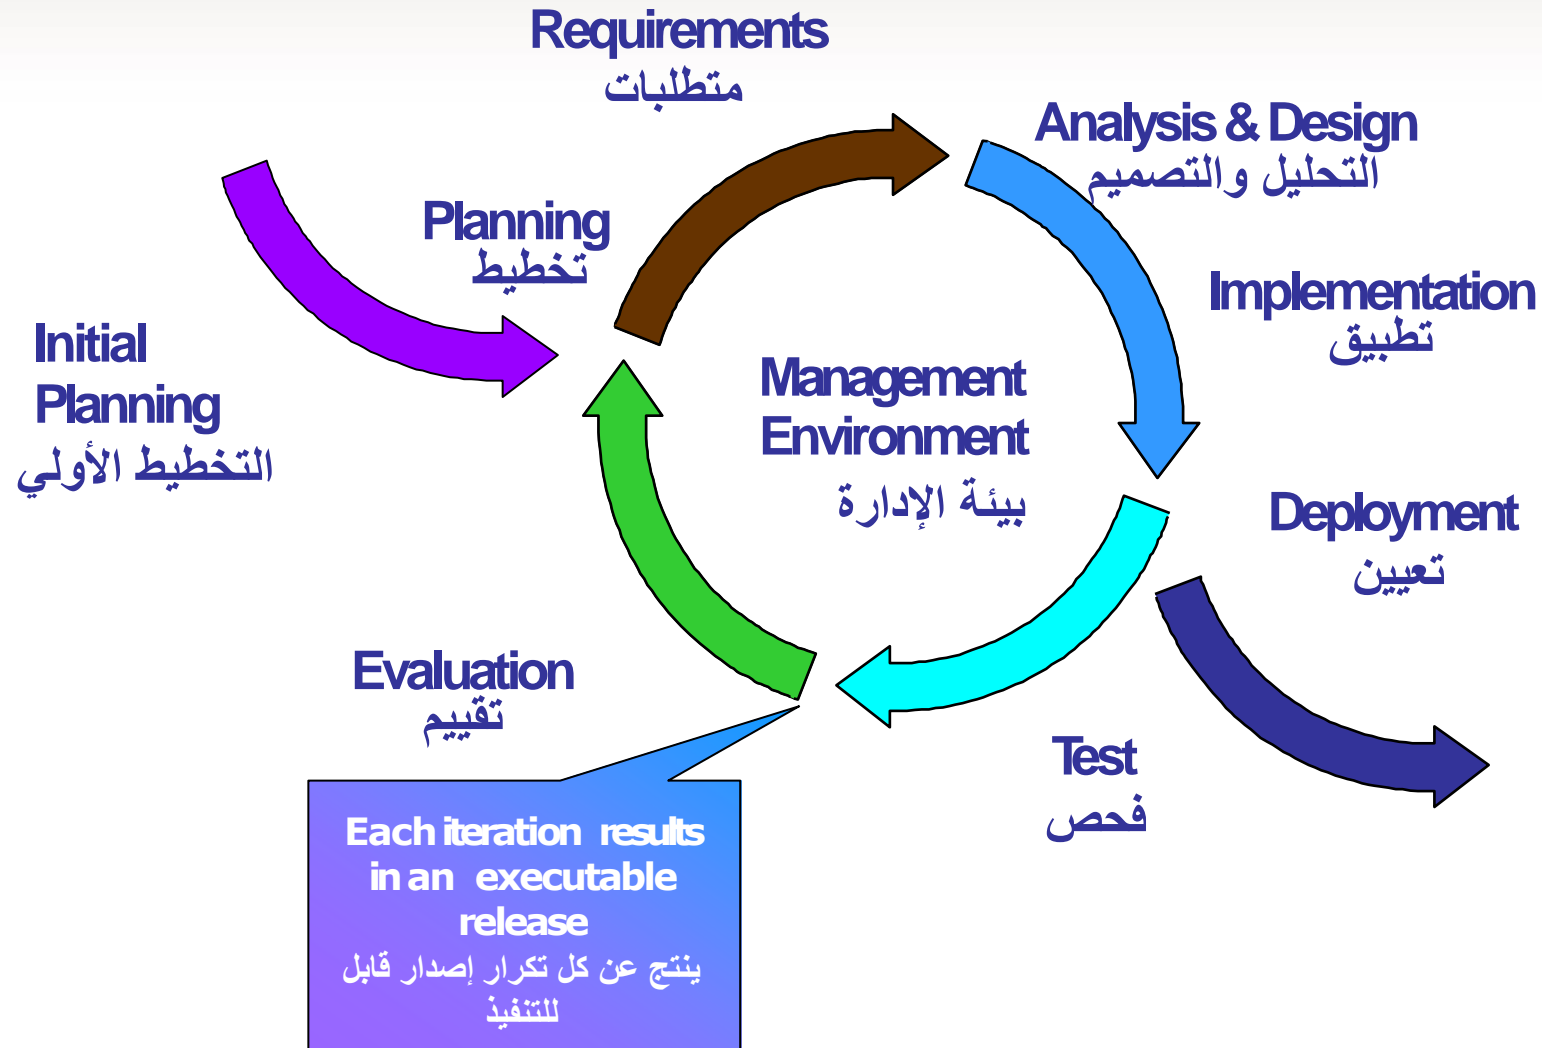 Requirements
متطلبات
Analysis & Design
التحليل والتصميم
Planning
تخطيط
Implementation
تطبيق
Initial
Planning
التخطيط الأولي
Management
Environment
بيئة الإدارة
Deployment
تعيين
Evaluation
تقييم
Test
فحص
Each iteration results
in an executable
release
ينتج عن كل تكرار إصدار قابل
للتنفيذ